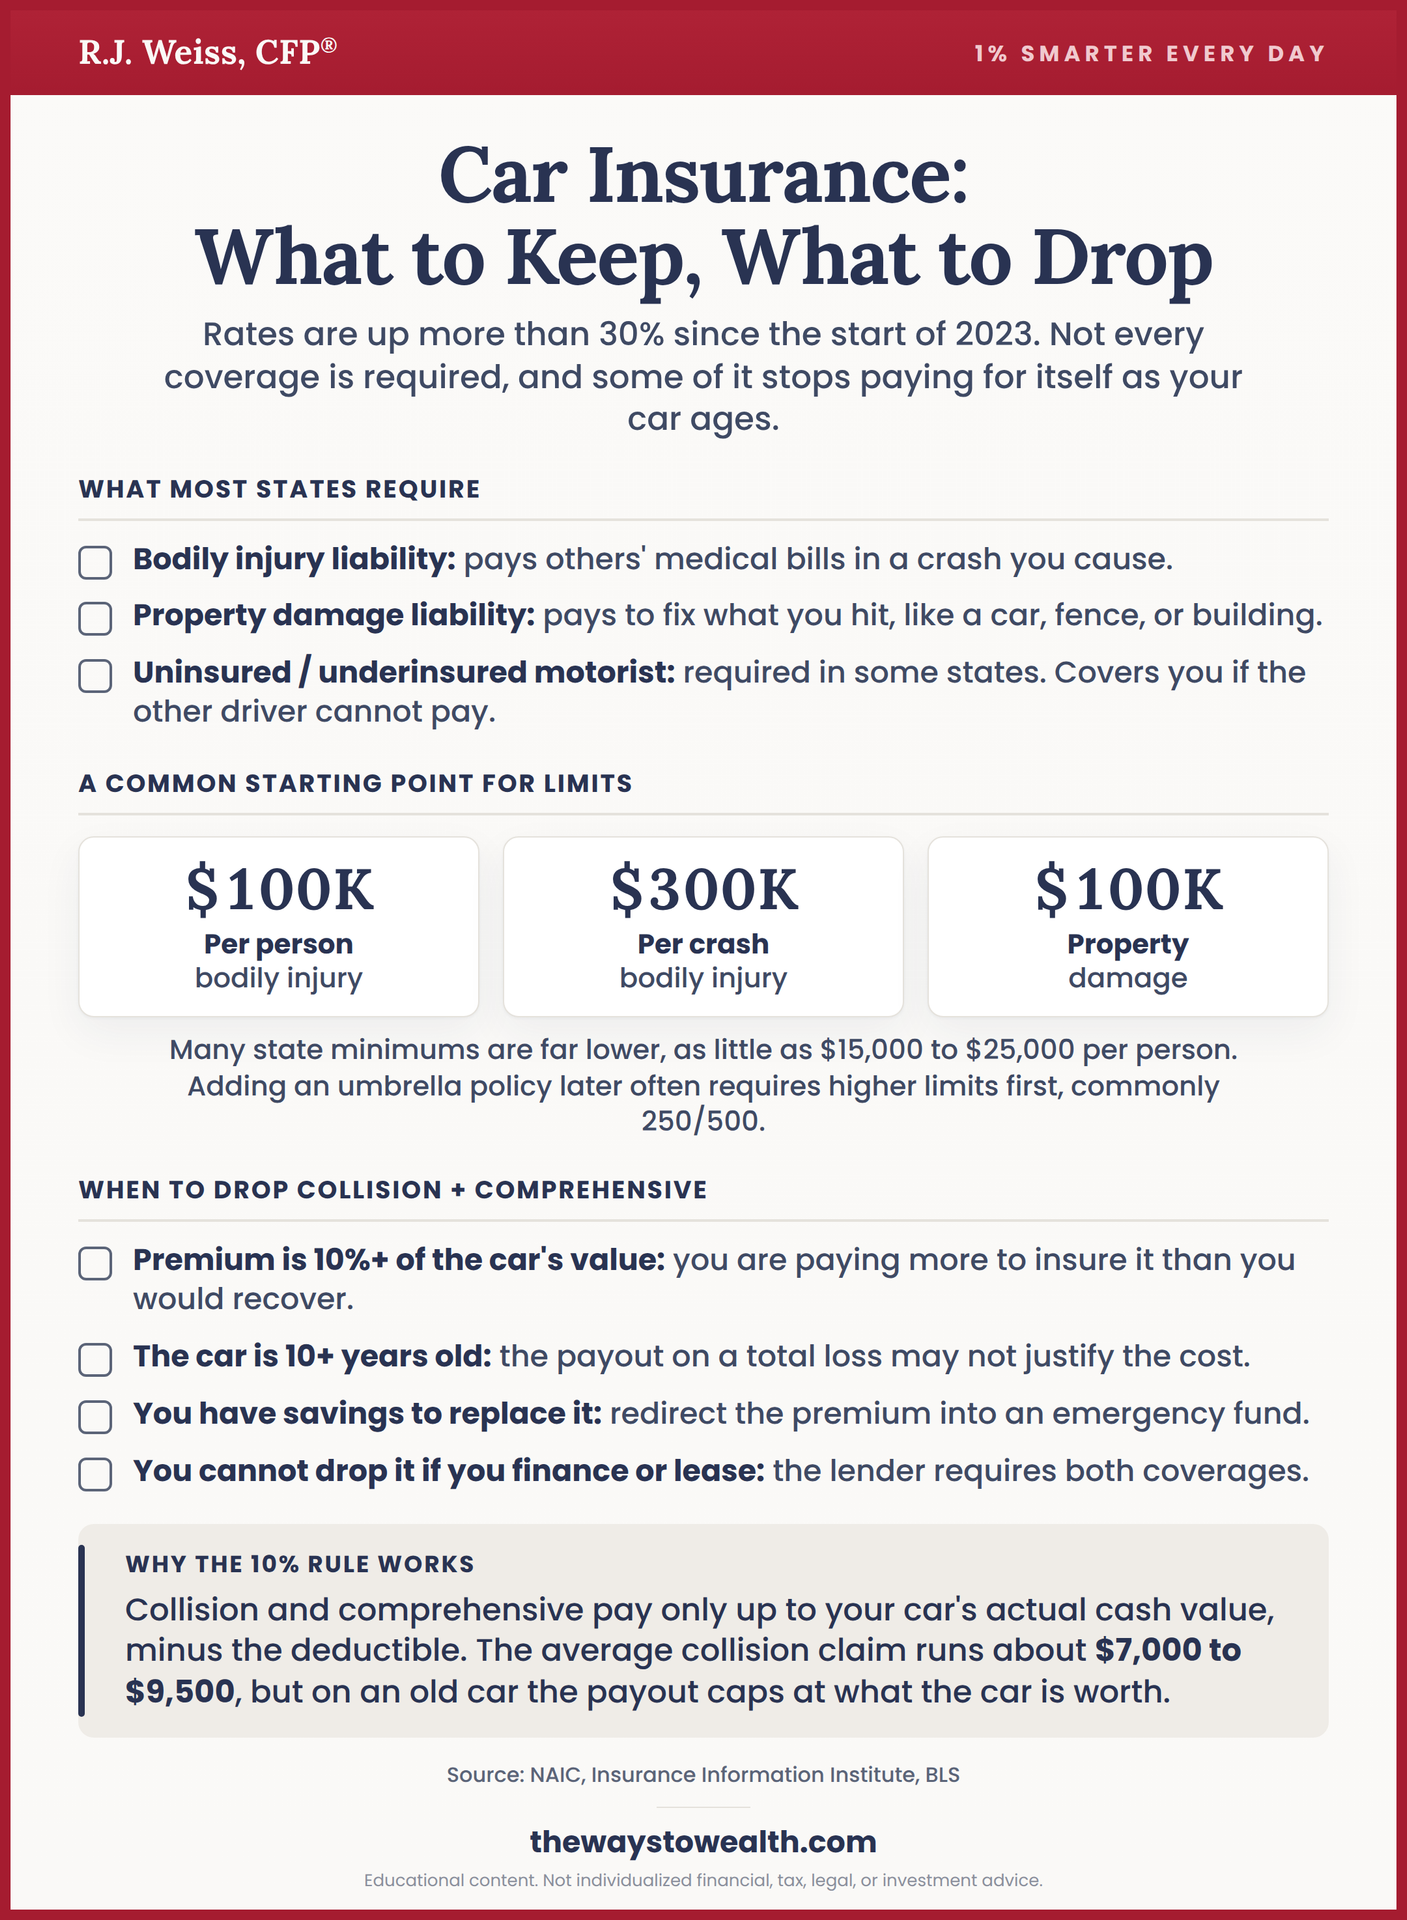 R.J. Weiss, CFP®
1% SMARTER EVERY DAY
Car Insurance:
What to Keep, What to Drop
Rates are up more than 30% since the start of 2023. Not every
coverage is required, and some of it stops paying for itself as your
car ages.
WHAT MOST STATES REQUIRE
Bodily injury liability: pays others' medical bills in a crash you cause.
Property damage liability: pays to fix what you hit, like a car, fence, or building.
Uninsured / underinsured motorist: required in some states. Covers you if the
other driver cannot pay.
A COMMON STARTING POINT FOR LIMITS
$100K
Per person
bodily injury
$300K
Per crash
bodily injury
$100K
Property
damage
Many state minimums are far lower, as little as $15,000 to $25,000 per person.
Adding an umbrella policy later often requires higher limits first, commonly
250/500.
WHEN TO DROP COLLISION + COMPREHENSIVE
Premium is 10%+ of the car's value: you are paying more to insure it than you
would recover.
The car is 10+ years old: the payout on a total loss may not justify the cost.
You have savings to replace it: redirect the premium into an emergency fund.
You cannot drop it if you finance or lease: the lender requires both coverages.
WHY THE 10% RULE WORKS
Collision and comprehensive pay only up to your car's actual cash value,
minus the deductible. The average collision claim runs about $7,000 to
$9,500, but on an old car the payout caps at what the car is worth.
Source: NAIC, Insurance Information Institute, BLS
thewaystowealth.com
Educational content. Not individualized financial, tax, legal, or investment advice.